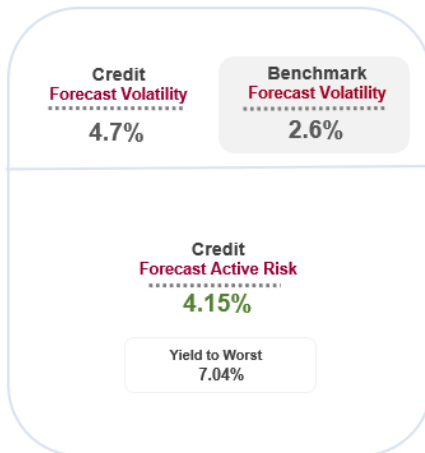 Credit
Forecast Volatility
4.7%
Benchmark
Forecast Volatility
2.6%
Credit
Forecast Active Risk
4.15%
Yield to Worst
7.04%